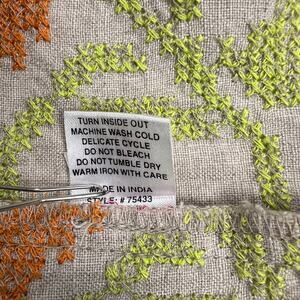 TURN INSIDE OUT
MACHINE WASH COLD
DELICATE CYCLE
DO NOT BLEACH
DO NOT TUMBLE DRY
WARM IRON WITH CARE
MADE IN INDIA
STYLE: # 75433